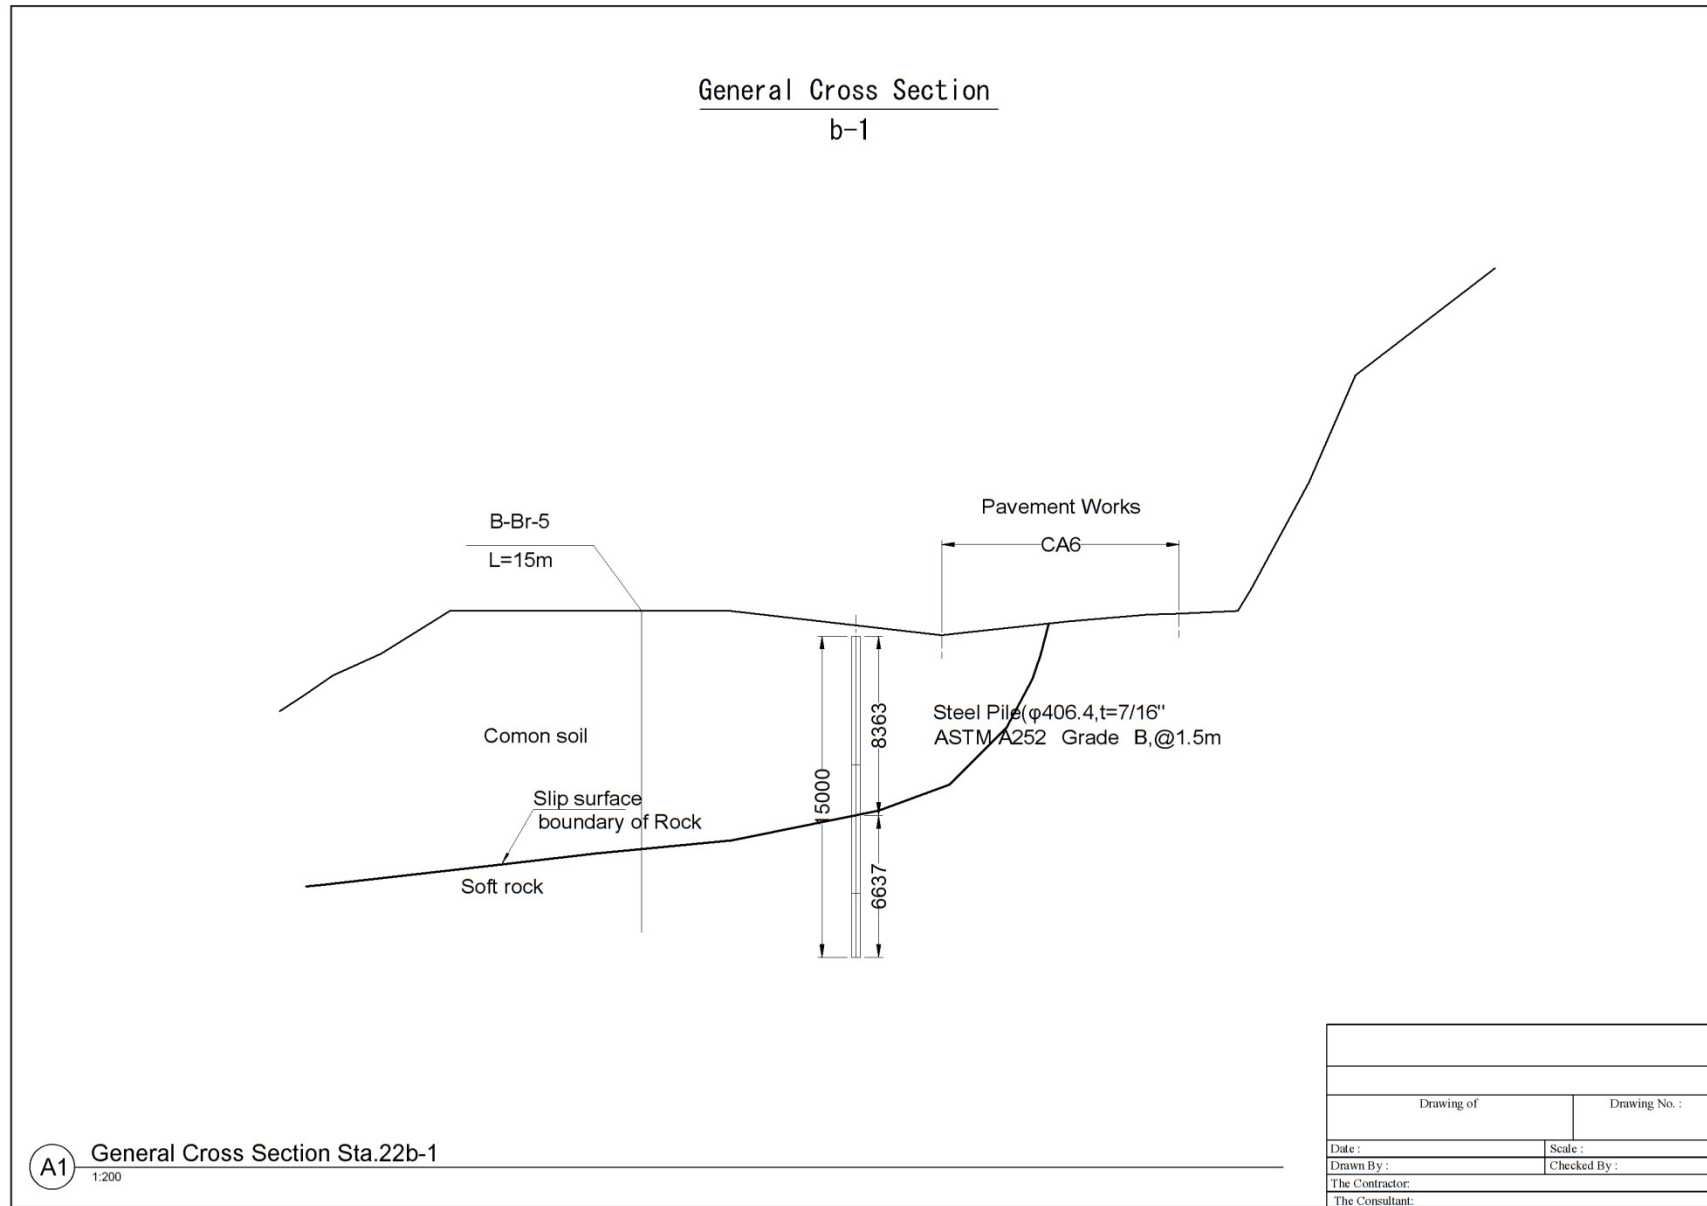 General Cross Section
b-1
Pavement Works
CA6
B-Br-5
L=15m
Comon soil
Slip surface
boundary of Rock
Soft rock
15000
8363
6637
Steel Pile(φ406.4,t=7/16''
ASTM A252 Grade B,@1.5m
A1
General Cross Section Sta.22b-1
1:200
Drawing of
Drawing No. :
Date :
Scale :
Drawn By :
Checked By :
The Contractor:
The Consultant: